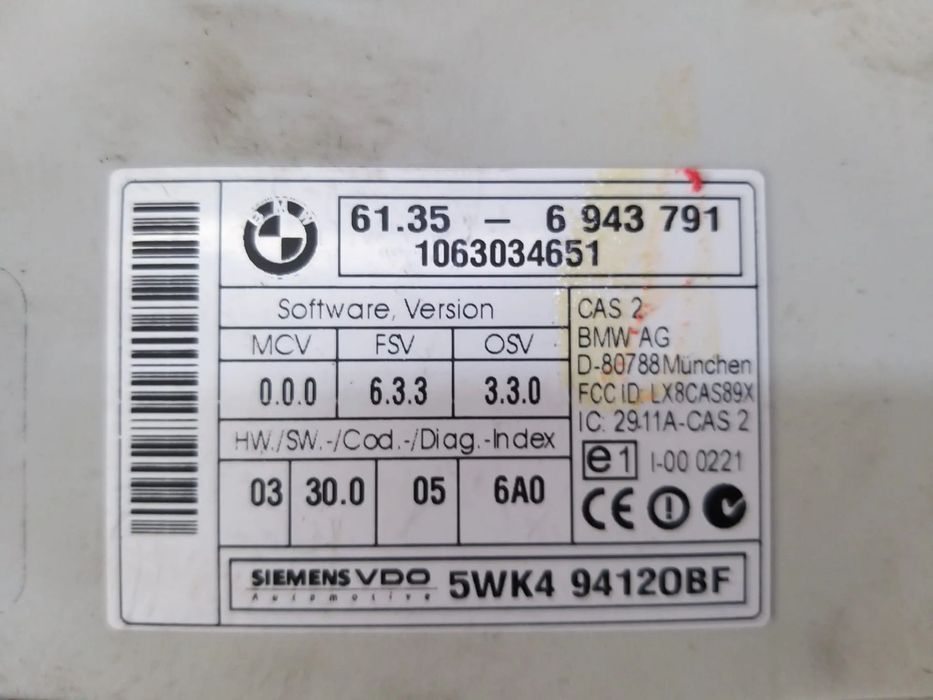 BMW
61.35 - 6 943 791
1063034651
Software, Version
MCV FSV OSV
0.0.0 6.3.3 3.3.0
HW./SW.-/Cod.-/Diag.-Index
03 30.0 05 6A0
CAS 2
BMW AG
D-80788 München
FCC ID: LX8CAS89X
IC: 2911A-CAS 2
e1 I-00 0221
CE
SIEMENS VDO
Automotive
5WK4 94120BF